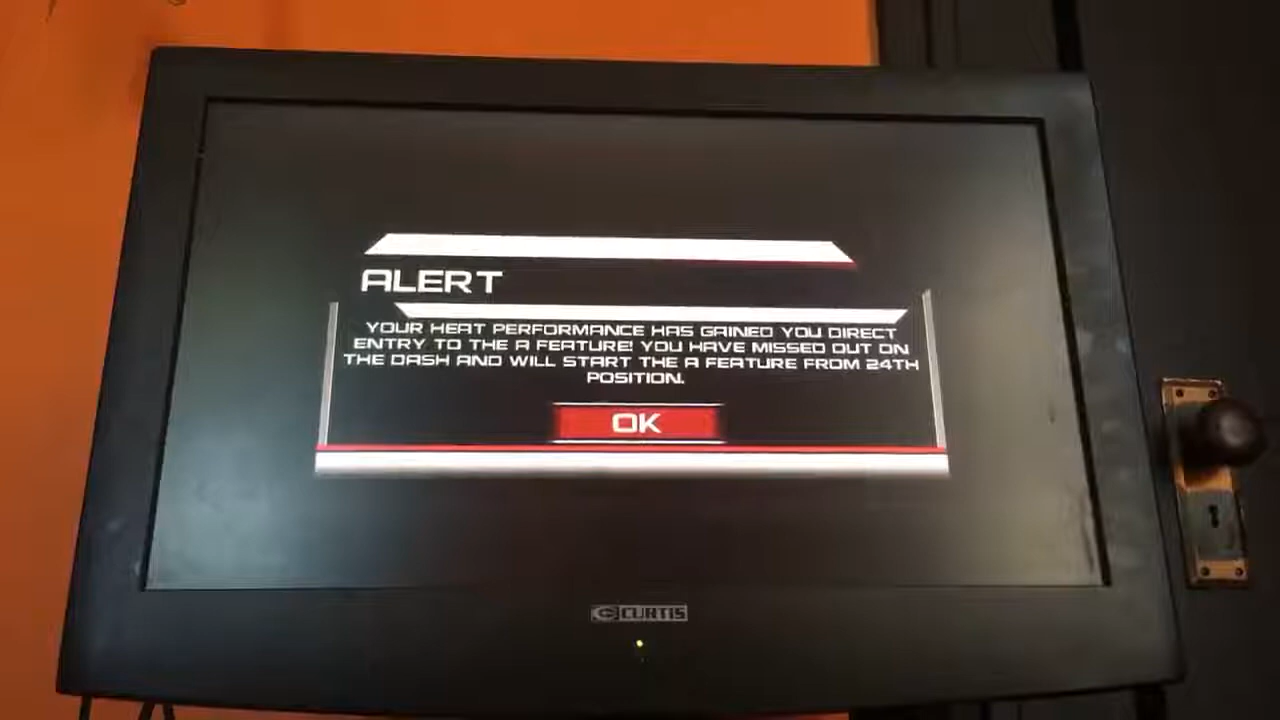 ALERT
YOUR HEAT PERFORMANCE HAS GAINED YOU DIRECT
ENTRY TO THE A FEATURE! YOU HAVE MISSED OUT ON
THE DASH AND WILL START THE A FEATURE FROM 24TH
POSITION.
OK
CURTIS